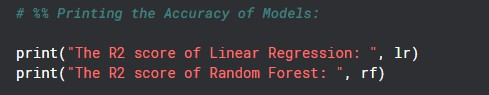 # %% Printing the Accuracy of Models:
print("The R2 score of Linear Regression: ", lr)
print("The R2 score of Random Forest: ", rf)